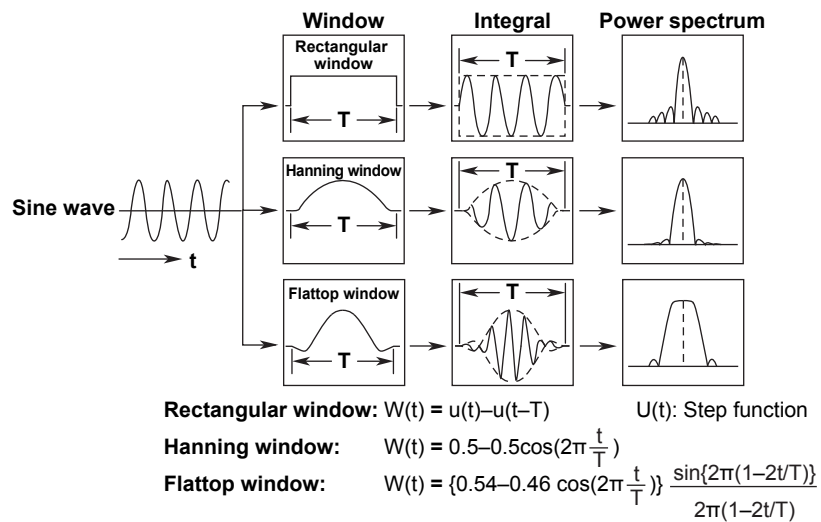 Window Integral Power spectrum
Rectangular
window
T
T
Hanning window
T
T
Sine wave
t
Flattop window
T
T
Rectangular window: W(t) = u(t)–u(t–T) U(t): Step function
Hanning window: W(t) = 0.5–0.5cos(2π t/T)
Flattop window: W(t) = {0.54–0.46 cos(2π t/T)} sin{2π(1–2t/T)} / 2π(1–2t/T)